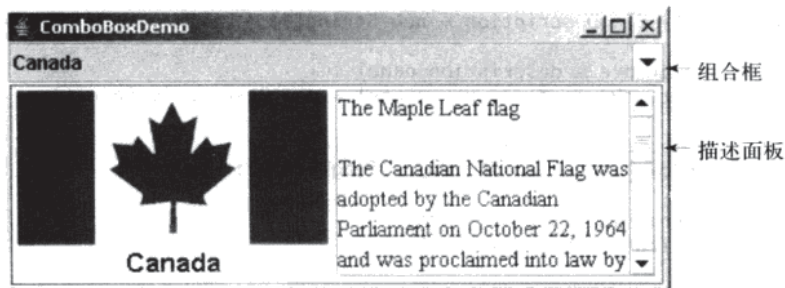 ComboBoxDemo
Canada
组合框
描述面板
The Maple Leaf flag
The Canadian National Flag was
adopted by the Canadian
Parliament on October 22, 1964
and was proclaimed into law by
Canada